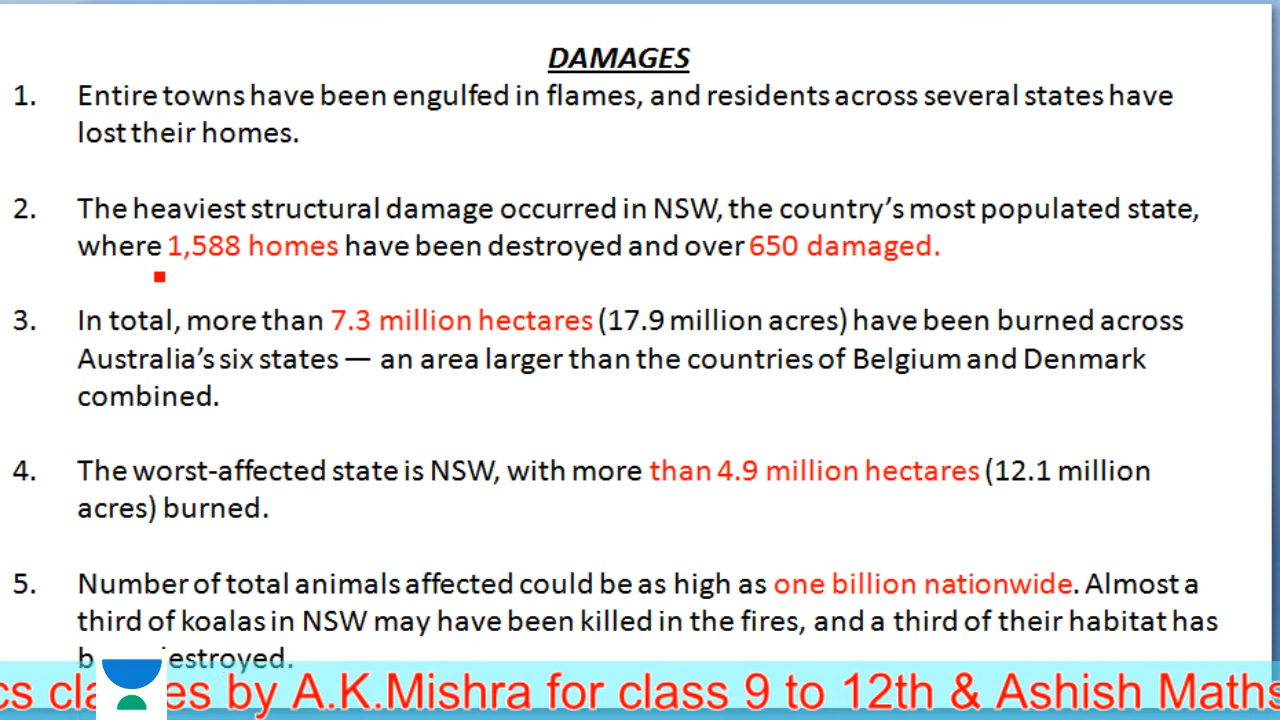 DAMAGES
1. Entire towns have been engulfed in flames, and residents across several states have
lost their homes.
2. The heaviest structural damage occurred in NSW, the country's most populated state,
where 1,588 homes have been destroyed and over 650 damaged.
3. In total, more than 7.3 million hectares (17.9 million acres) have been burned across
Australia's six states — an area larger than the countries of Belgium and Denmark
combined.
4. The worst-affected state is NSW, with more than 4.9 million hectares (12.1 million
acres) burned.
5. Number of total animals affected could be as high as one billion nationwide. Almost a
third of koalas in NSW may have been killed in the fires, and a third of their habitat has
by A.K.Mishra for class 9 to 12th & Ashish Maths